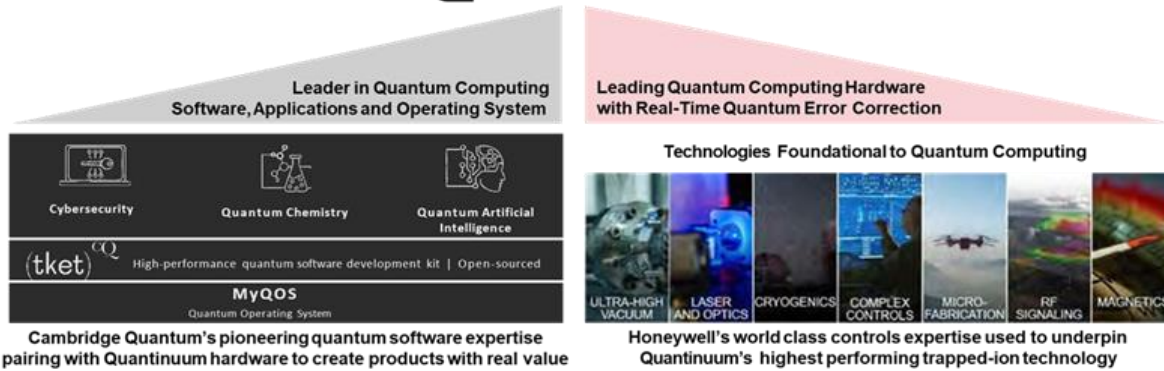 Leader in Quantum Computing
Software, Applications and Operating System
Cybersecurity
Quantum Chemistry
Quantum Artificial
Intelligence
(tket) CQ High-performance quantum software development kit | Open-sourced
MyQOS
Quantum Operating System
Cambridge Quantum's pioneering quantum software expertise
pairing with Quantinuum hardware to create products with real value
Leading Quantum Computing Hardware
with Real-Time Quantum Error Correction
Technologies Foundational to Quantum Computing
ULTRA-HIGH
VACUUM
LASER
AND OPTICS
CRYOGENICS
COMPLEX
CONTROLS
MICRO-
FABRICATION
RF
SIGNALING
MAGNETICS
Honeywell's world class controls expertise used to underpin
Quantinuum's highest performing trapped-ion technology